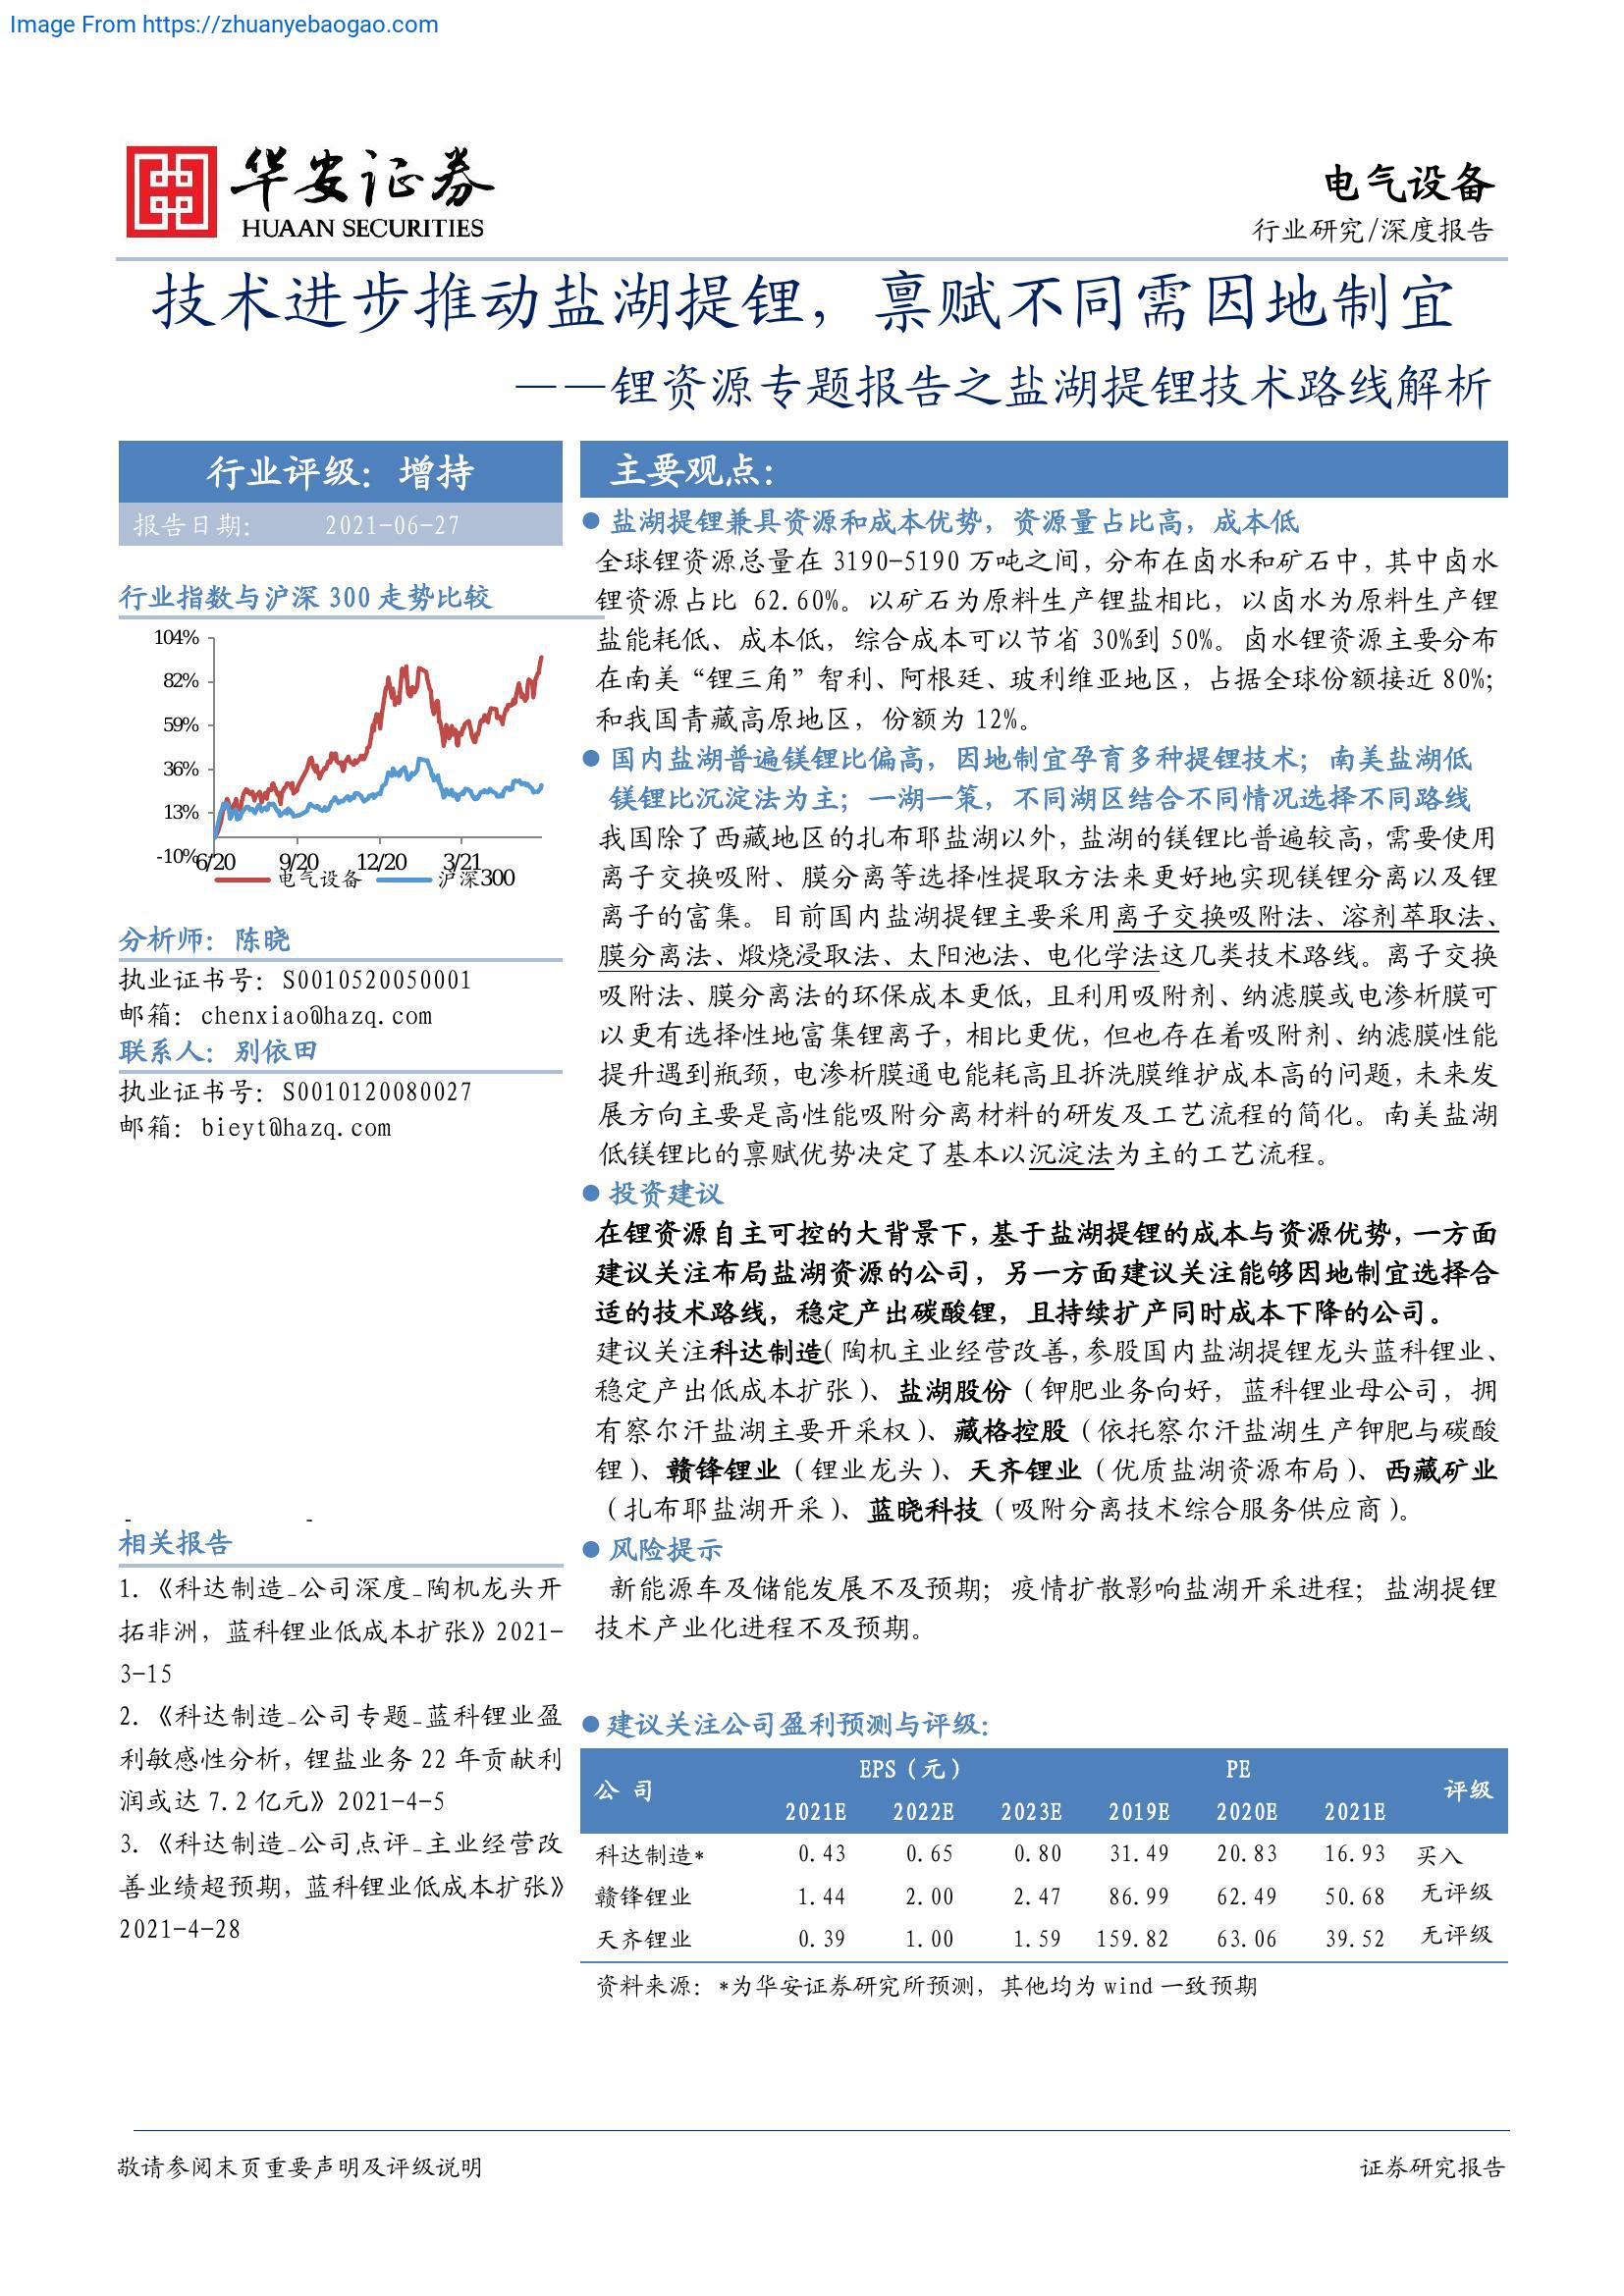 Image From https://zhuanyebaogao.com
华安证券
HUAAN SECURITIES
电气设备
行业研究/深度报告
技术进步推动盐湖提锂，禀赋不同需因地制宜
——锂资源专题报告之盐湖提锂技术路线解析
行业评级：增持
报告日期： 2021-06-27
行业指数与沪深 300 走势比较
104%
82%
59%
36%
13%
-10%
6/20 9/20 12/20 3/21
电气设备 沪深300
分析师：陈晓
执业证书号：S0010520050001
邮箱：chenxiao@hazq.com
联系人：别依田
执业证书号：S0010120080027
邮箱：bieyt@hazq.com
- -
相关报告
1.《科达制造_公司深度_陶机龙头开
拓非洲，蓝科锂业低成本扩张》2021-
3-15
2.《科达制造_公司专题_蓝科锂业盈
利敏感性分析，锂盐业务 22 年贡献利
润或达 7.2 亿元》2021-4-5
3.《科达制造_公司点评_主业经营改
善业绩超预期，蓝科锂业低成本扩张》
2021-4-28
主要观点：
● 盐湖提锂兼具资源和成本优势，资源量占比高，成本低
全球锂资源总量在 3190-5190 万吨之间，分布在卤水和矿石中，其中卤水
锂资源占比 62.60%。以矿石为原料生产锂盐相比，以卤水为原料生产锂
盐能耗低、成本低，综合成本可以节省 30%到 50%。卤水锂资源主要分布
在南美“锂三角”智利、阿根廷、玻利维亚地区，占据全球份额接近 80%；
和我国青藏高原地区，份额为 12%。
● 国内盐湖普遍镁锂比偏高，因地制宜孕育多种提锂技术；南美盐湖低
镁锂比沉淀法为主；一湖一策，不同湖区结合不同情况选择不同路线
我国除了西藏地区的扎布耶盐湖以外，盐湖的镁锂比普遍较高，需要使用
离子交换吸附、膜分离等选择性提取方法来更好地实现镁锂分离以及锂
离子的富集。目前国内盐湖提锂主要采用离子交换吸附法、溶剂萃取法、
膜分离法、煅烧浸取法、太阳池法、电化学法这几类技术路线。离子交换
吸附法、膜分离法的环保成本更低，且利用吸附剂、纳滤膜或电渗析膜可
以更有选择性地富集锂离子，相比更优，但也存在着吸附剂、纳滤膜性能
提升遇到瓶颈，电渗析膜通电能耗高且拆洗膜维护成本高的问题，未来发
展方向主要是高性能吸附分离材料的研发及工艺流程的简化。南美盐湖
低镁锂比的禀赋优势决定了基本以沉淀法为主的工艺流程。
● 投资建议
在锂资源自主可控的大背景下，基于盐湖提锂的成本与资源优势，一方面
建议关注布局盐湖资源的公司，另一方面建议关注能够因地制宜选择合
适的技术路线，稳定产出碳酸锂，且持续扩产同时成本下降的公司。
建议关注科达制造（陶机主业经营改善，参股国内盐湖提锂龙头蓝科锂业、
稳定产出低成本扩张）、盐湖股份（钾肥业务向好，蓝科锂业母公司，拥
有察尔汗盐湖主要开采权）、藏格控股（依托察尔汗盐湖生产钾肥与碳酸
锂）、赣锋锂业（锂业龙头）、天齐锂业（优质盐湖资源布局）、西藏矿业
（扎布耶盐湖开采）、蓝晓科技（吸附分离技术综合服务供应商）。
● 风险提示
新能源车及储能发展不及预期；疫情扩散影响盐湖开采进程；盐湖提锂
技术产业化进程不及预期。
● 建议关注公司盈利预测与评级：
公 司 EPS（元） PE 评级
2021E 2022E 2023E 2019E 2020E 2021E
科达制造* 0.43 0.65 0.80 31.49 20.83 16.93 买入
赣锋锂业 1.44 2.00 2.47 86.99 62.49 50.68 无评级
天齐锂业 0.39 1.00 1.59 159.82 63.06 39.52 无评级
资料来源：*为华安证券研究所预测，其他均为 wind 一致预期
敬请参阅末页重要声明及评级说明 证券研究报告